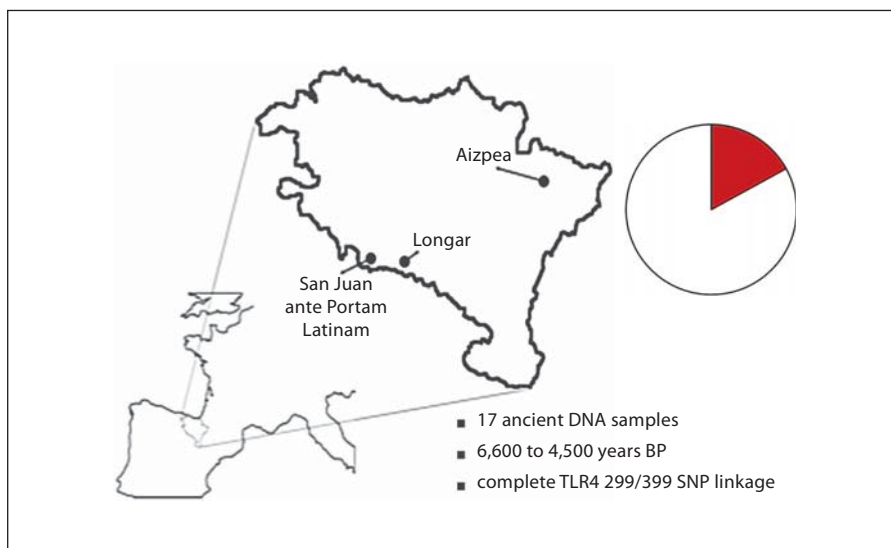 Aizpea
Longar
San Juan
ante Portam
Latinam
▪ 17 ancient DNA samples
▪ 6,600 to 4,500 years BP
▪ complete TLR4 299/399 SNP linkage